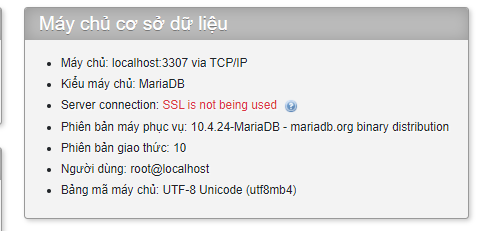 Máy chủ cơ sở dữ liệu
Máy chủ: localhost:3307 via TCP/IP
Kiểu máy chủ: MariaDB
Server connection: SSL is not being used
Phiên bản máy phục vụ: 10.4.24-MariaDB - mariadb.org binary distribution
Phiên bản giao thức: 10
Người dùng: root@localhost
Bảng mã máy chủ: UTF-8 Unicode (utf8mb4)